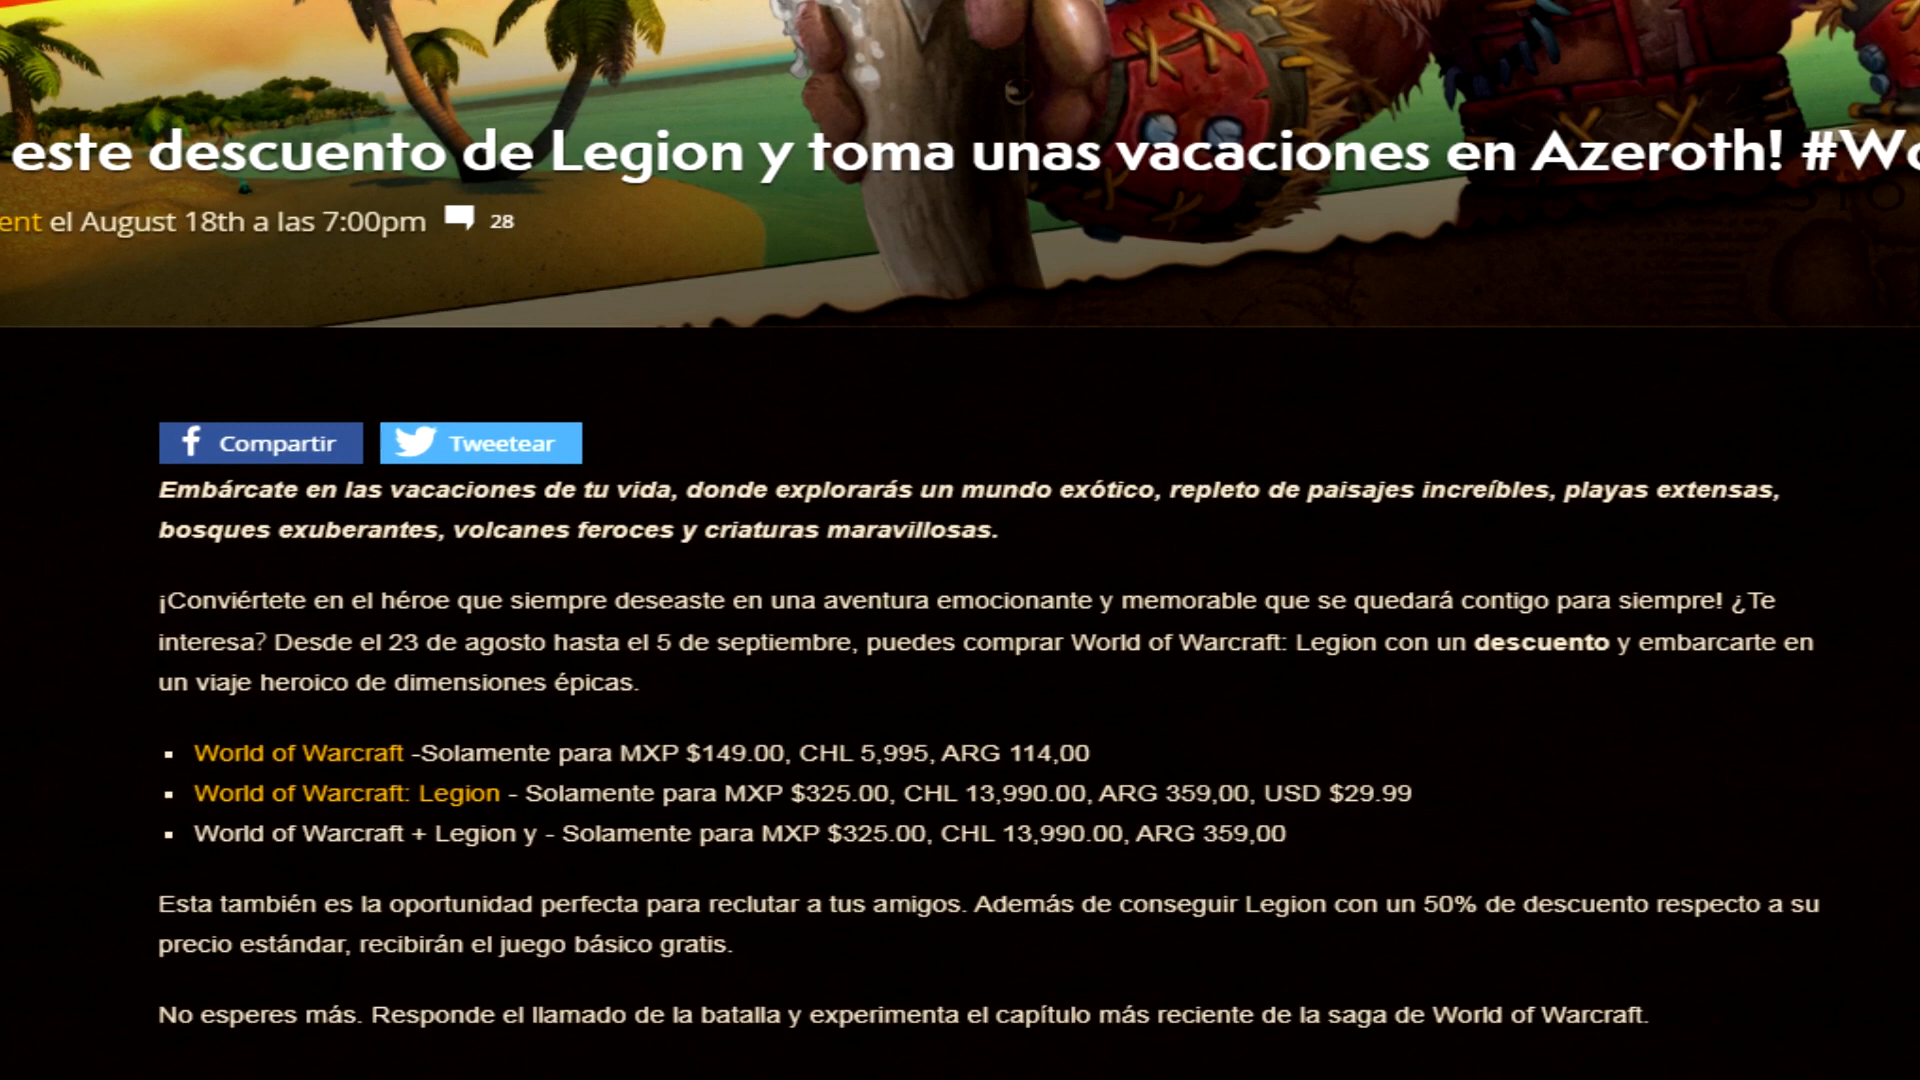 este descuento de Legion y toma unas vacaciones en Azeroth! #Wo
ent el August 18th a las 7:00pm 28
Compartir Tweetear
Embárcate en las vacaciones de tu vida, donde explorarás un mundo exótico, repleto de paisajes increíbles, playas extensas,
bosques exuberantes, volcanes feroces y criaturas maravillosas.
¡Conviértete en el héroe que siempre deseaste en una aventura emocionante y memorable que se quedará contigo para siempre! ¿Te
interesa? Desde el 23 de agosto hasta el 5 de septiembre, puedes comprar World of Warcraft: Legion con un descuento y embarcarte en
un viaje heroico de dimensiones épicas.
▪ World of Warcraft -Solamente para MXP $149.00, CHL 5,995, ARG 114,00
▪ World of Warcraft: Legion - Solamente para MXP $325.00, CHL 13,990.00, ARG 359,00, USD $29.99
▪ World of Warcraft + Legion y - Solamente para MXP $325.00, CHL 13,990.00, ARG 359,00
Esta también es la oportunidad perfecta para reclutar a tus amigos. Además de conseguir Legion con un 50% de descuento respecto a su
precio estándar, recibirán el juego básico gratis.
No esperes más. Responde el llamado de la batalla y experimenta el capítulo más reciente de la saga de World of Warcraft.